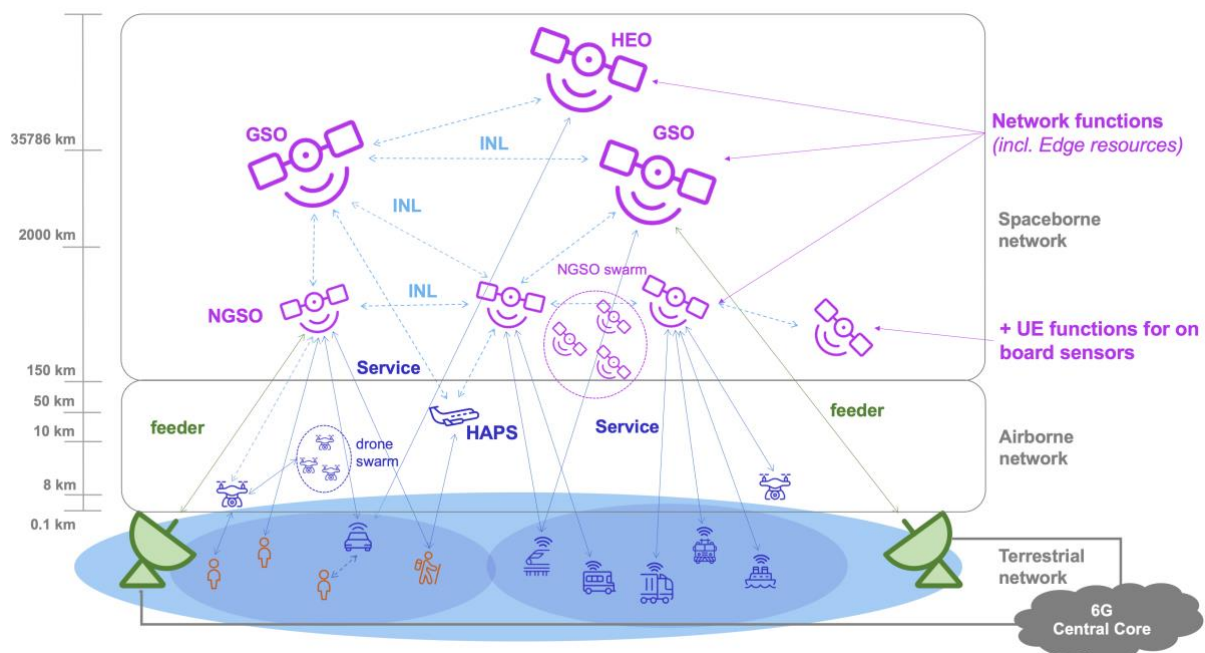 HEO
GSO
GSO
INL
35786 km
Network functions
(incl. Edge resources)
INL
2000 km
Spaceborne
network
NGSO swarm
INL
NGSO
+ UE functions for on
board sensors
Service
150 km
50 km
10 km
feeder
HAPS
Service
feeder
drone
swarm
Airborne
network
8 km
0.1 km
Terrestrial
network
6G
Central Core